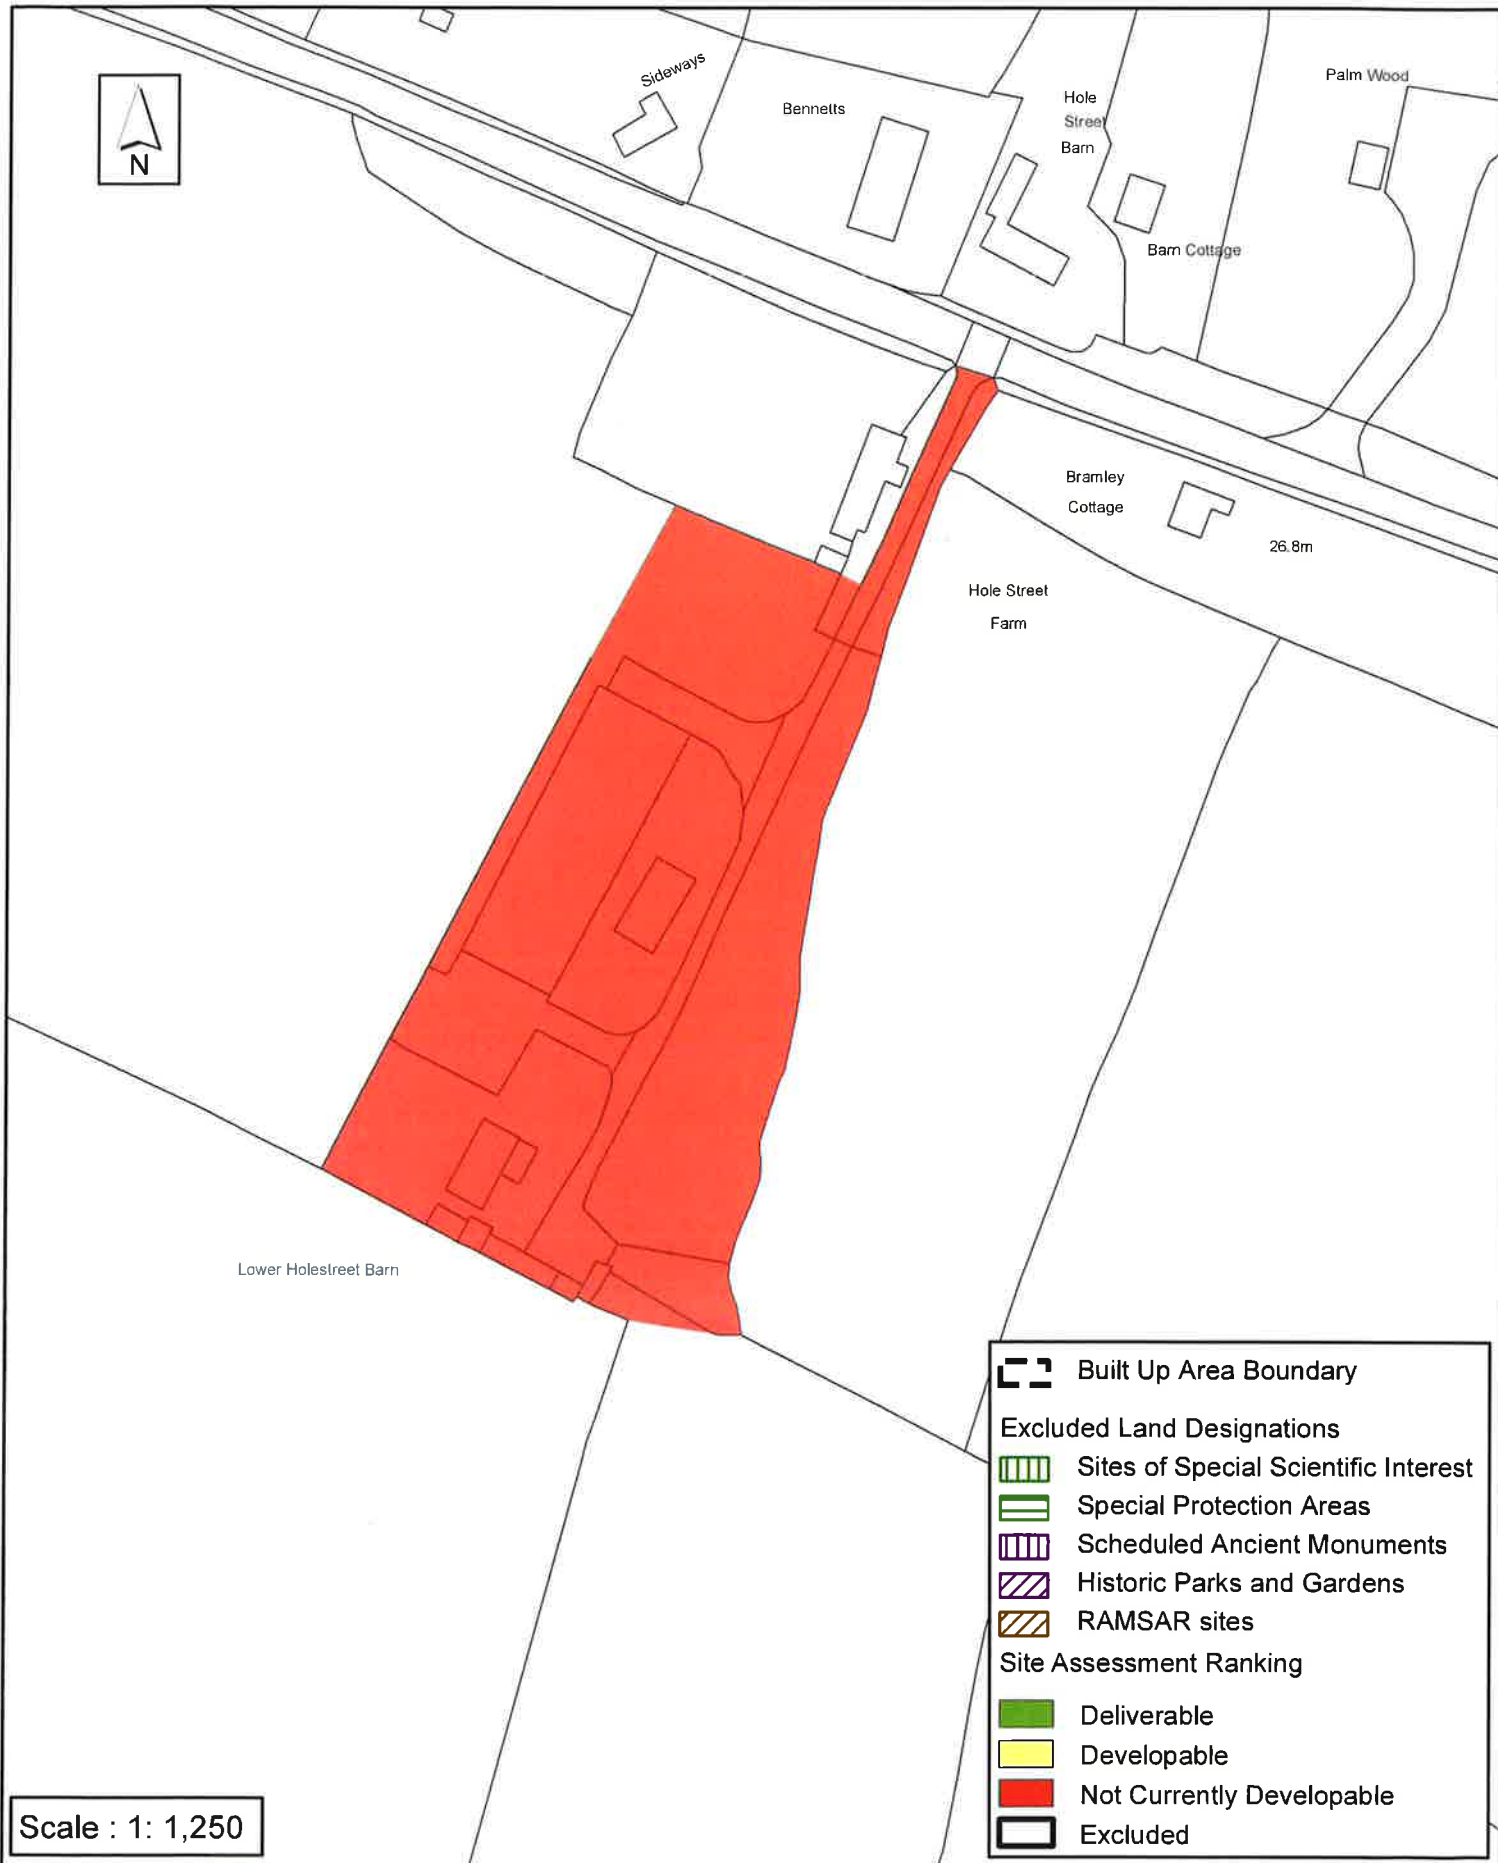 Sideways
Palm Wood
Bennetts
Hole
Street
Barn
N
Barn Cottage
Bramley
Cottage
26.8m
Hole Street
Farm
Lower Holestreet Barn
Built Up Area Boundary
Excluded Land Designations
Sites of Special Scientific Interest
Special Protection Areas
Scheduled Ancient Monuments
Historic Parks and Gardens
RAMSAR sites
Site Assessment Ranking
Deliverable
Developable
Not Currently Developable
Excluded
Scale : 1: 1,250